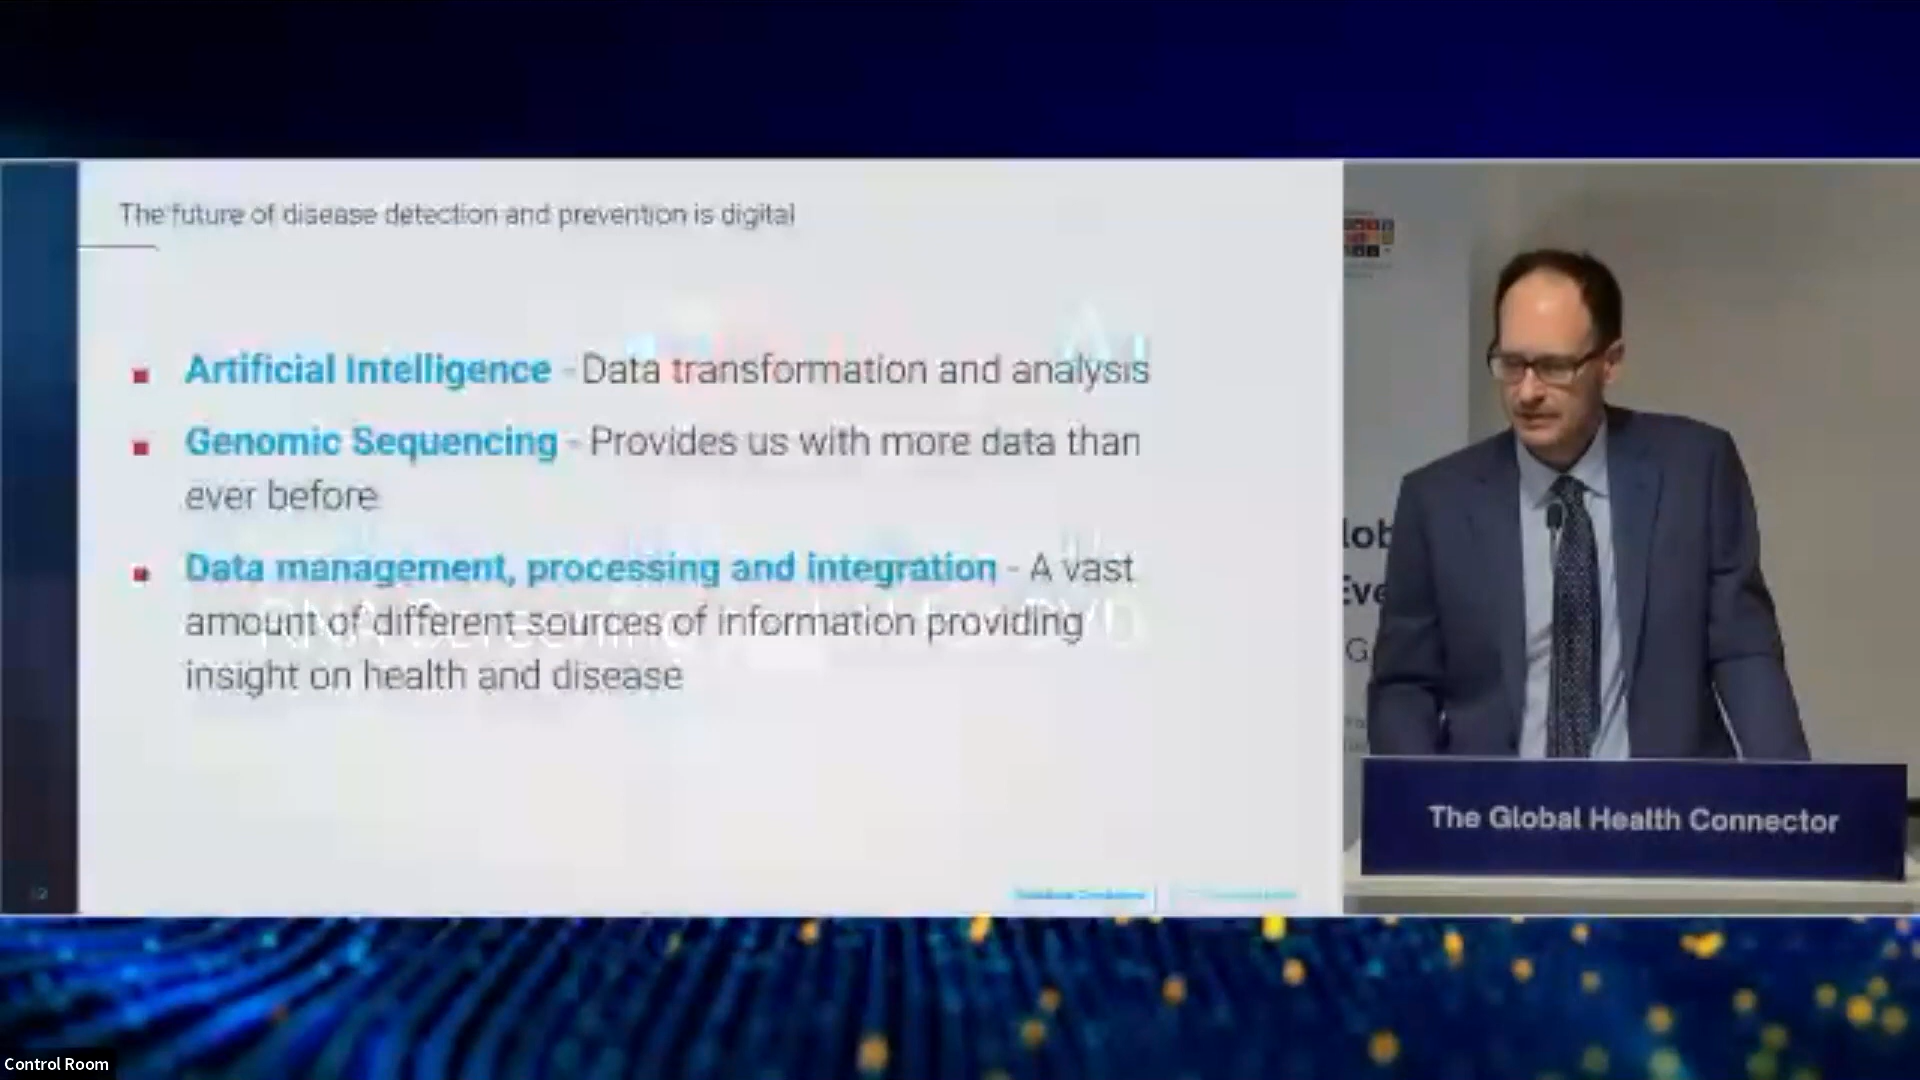 The future of disease detection and prevention is digital
Artificial Intelligence - Data transformation and analysis
Genomic Sequencing - Provides us with more data than
ever before
Data management, processing and integration - A vast
amount of different sources of information providing
insight on health and disease
lob
Eve
G
The Global Health Connector
Control Room